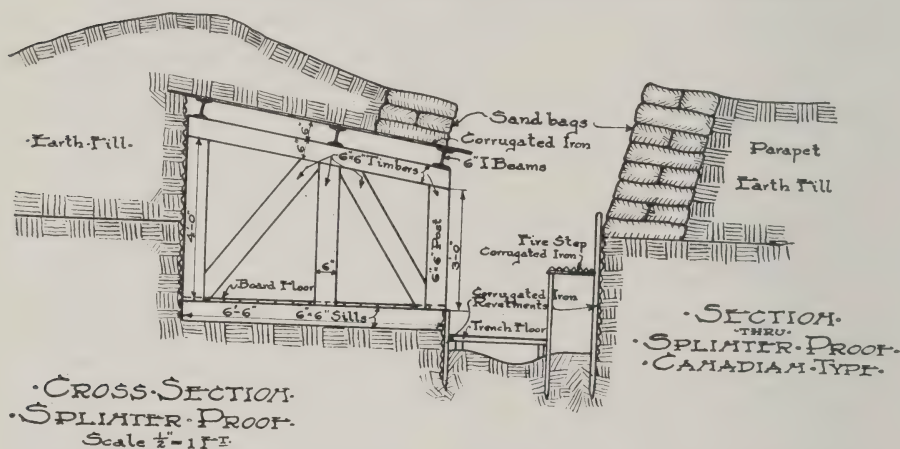 ·Earth·Fill·
Sand bags
Corrugated Iron
6" I Beams
6"
6"
6"·6" Timbers
4'-0"
6"
6"·6" Post
3'-0"
Board Floor
6'-6"
6"·6" Sills
Parapet
Earth Fill
Fire Step
Corrugated Iron
Corrugated Iron
Revetments
Trench Floor
·CROSS·SECTION·
·SPLINTER·PROOF·
Scale ½"=1 FT.
·SECTION·
·THRU·
·SPLINTER·PROOF·
·CANADIAN·TYPE·